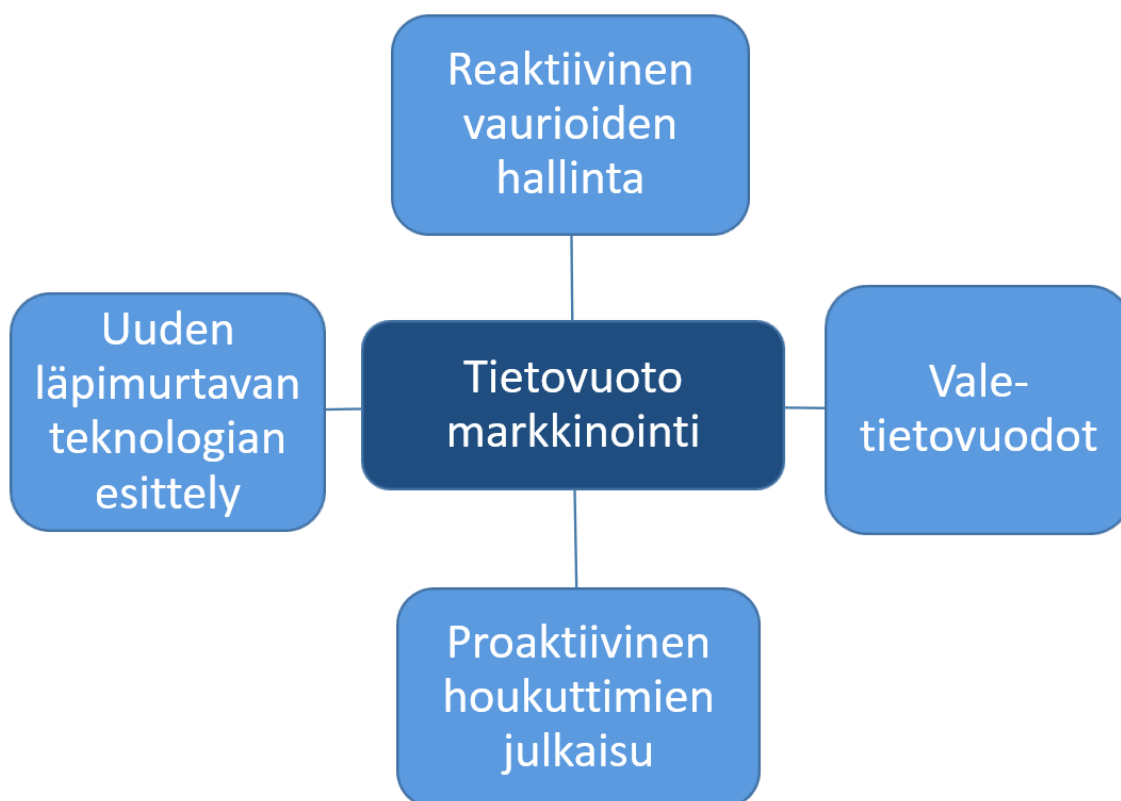 Reaktiivinen
vaurioiden
hallinta
Uuden
läpimurtavan
teknologian
esittely
Tietovuoto
markkinointi
Vale-
tietovuodot
Proaktiivinen
houkuttimien
julkaisu